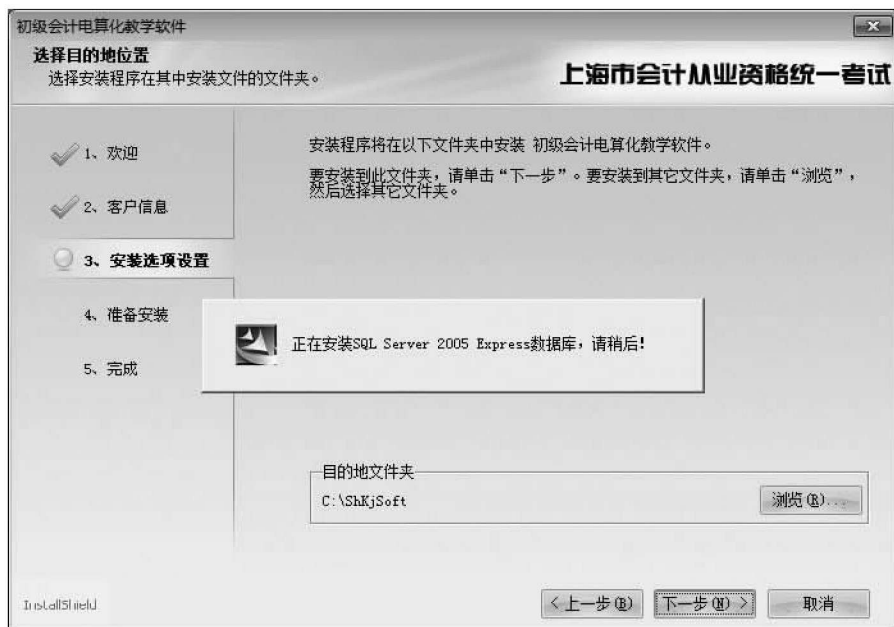 初级会计电算化教学软件
选择目的地位置
选择安装程序在其中安装文件的文件夹。
上海市会计从业资格统一考试
1、欢迎
2、客户信息
3、安装选项设置
4、准备安装
5、完成
安装程序将在以下文件夹中安装 初级会计电算化教学软件。
要安装到此文件夹，请单击“下一步”。要安装到其它文件夹，请单击“浏览”，
然后选择其它文件夹。
正在安装SQL Server 2005 Express数据库，请稍后!
目的地文件夹
C:\ShKjSoft
浏览(R)...
InstallShield
< 上一步(B)
下一步(N) >
取消